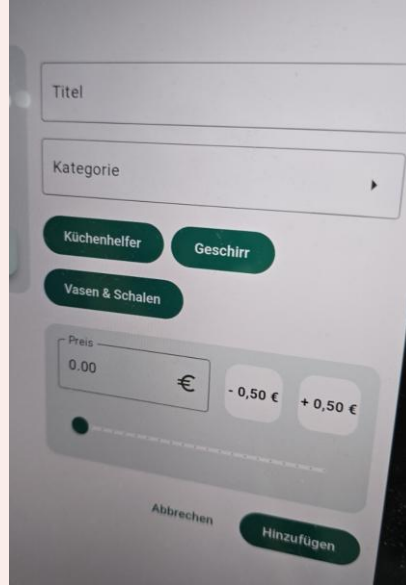 Titel
Kategorie
Küchenhelfer
Geschirr
Vasen & Schalen
Preis
0.00 €
- 0,50 €
+ 0,50 €
Abbrechen
Hinzufügen